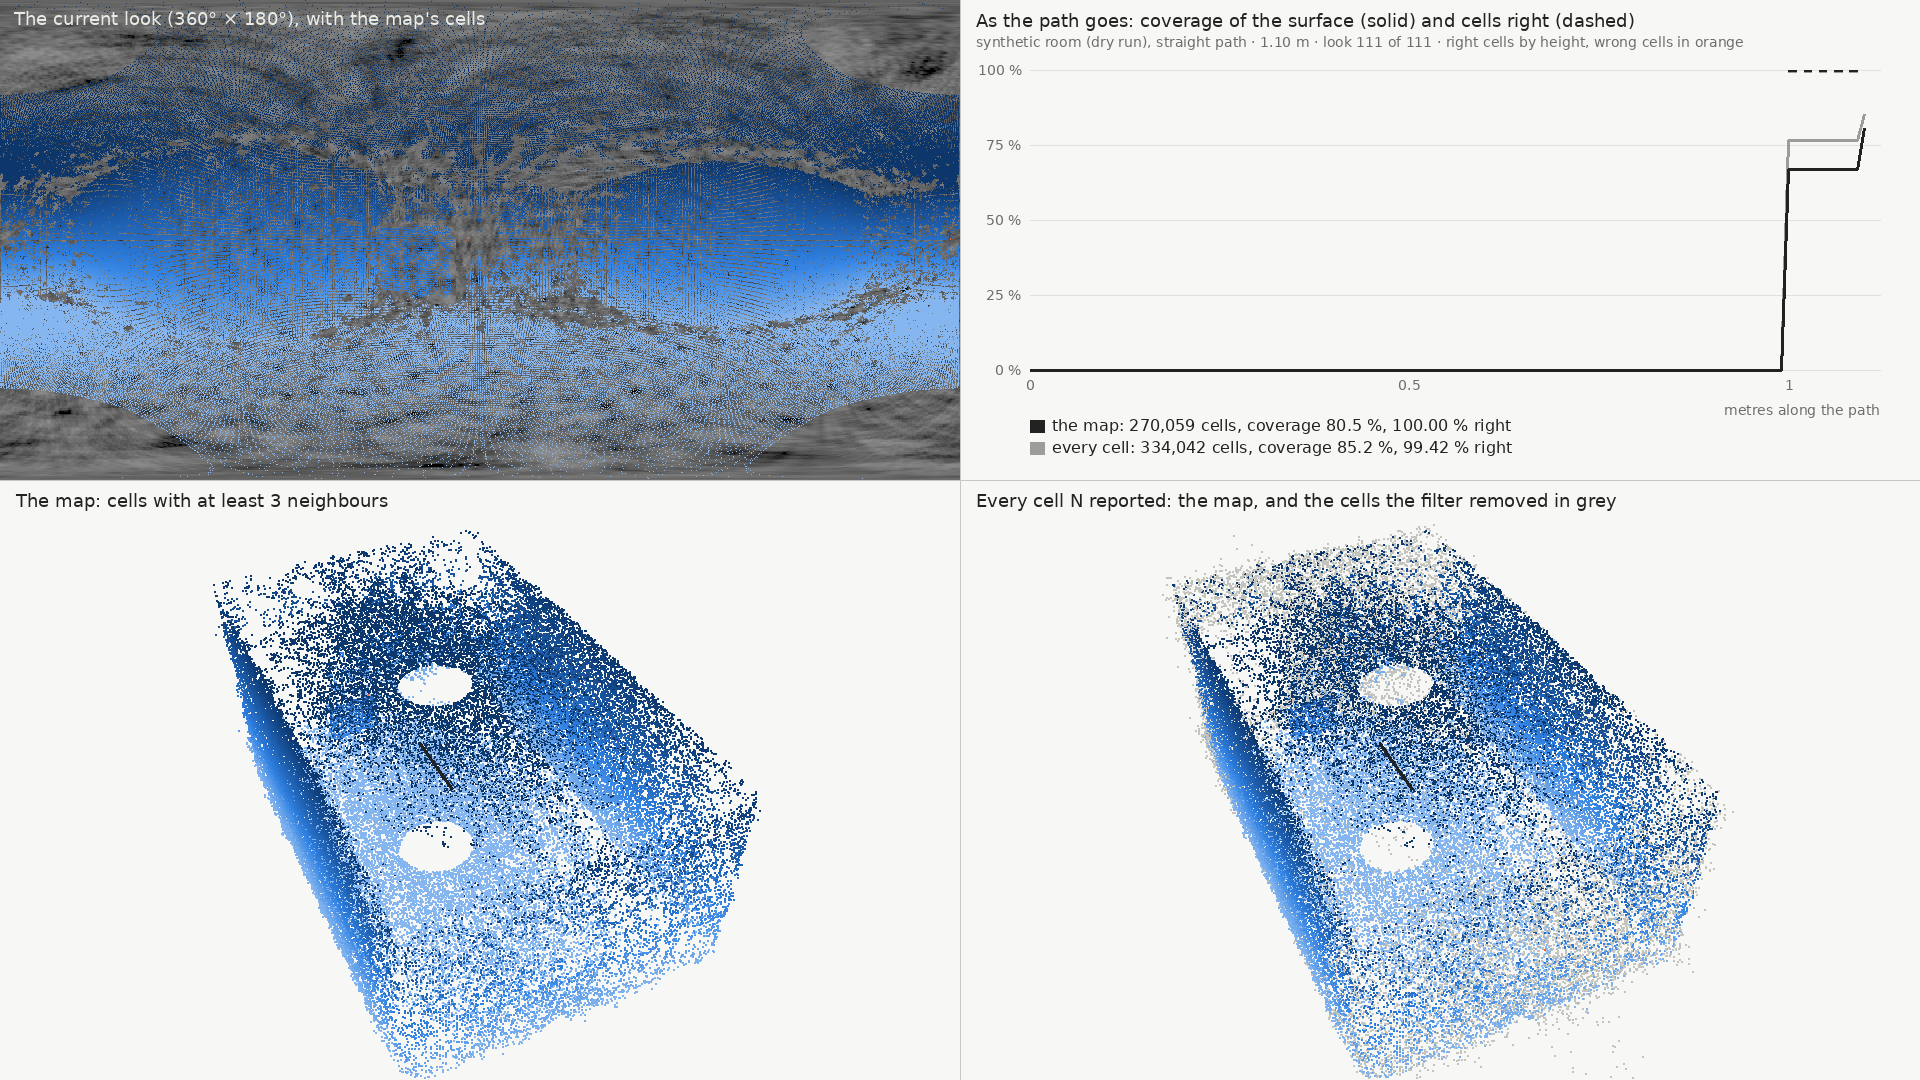 The current look (360° × 180°), with the map's cells
As the path goes: coverage of the surface (solid) and cells right (dashed)
synthetic room (dry run), straight path · 1.10 m · look 111 of 111 · right cells by height, wrong cells in orange
100 %
75 %
50 %
25 %
0 %
0
0.5
1
metres along the path
the map: 270,059 cells, coverage 80.5 %, 100.00 % right
every cell: 334,042 cells, coverage 85.2 %, 99.42 % right
The map: cells with at least 3 neighbours
Every cell N reported: the map, and the cells the filter removed in grey